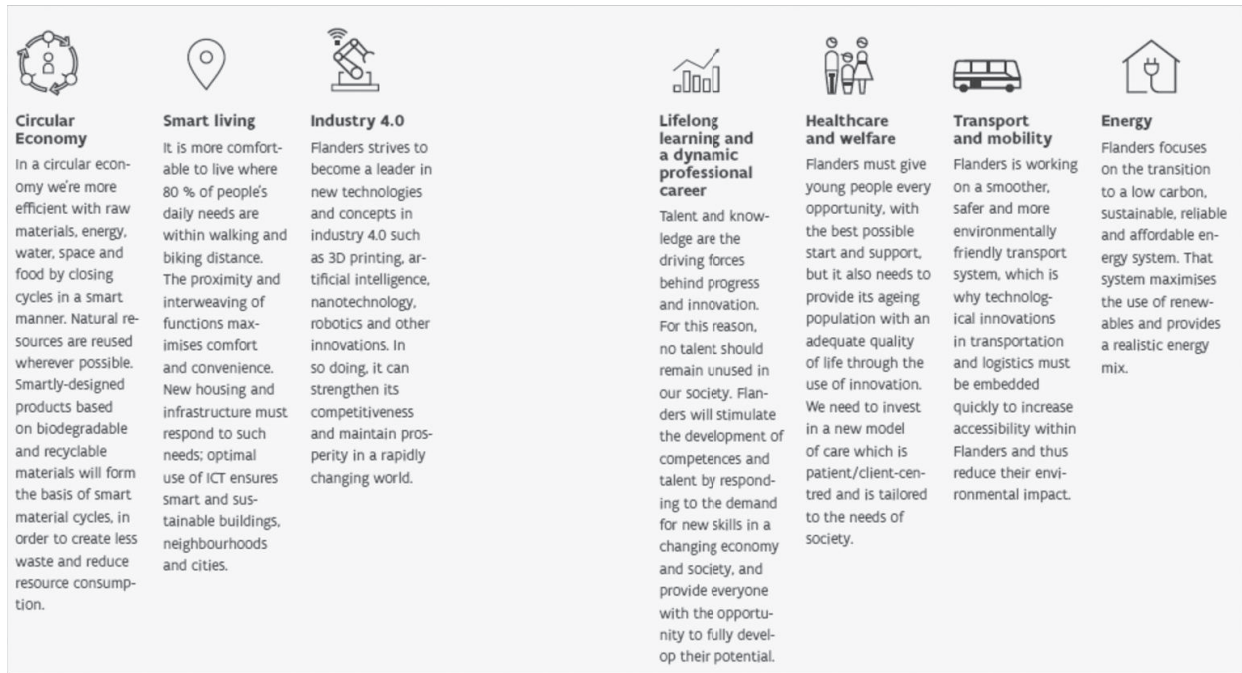 Circular
Economy
In a circular econ-
omy we're more
efficient with raw
materials, energy,
water, space and
food by closing
cycles in a smart
manner. Natural re-
sources are reused
wherever possible.
Smartly-designed
products based
on biodegradable
and recyclable
materials will form
the basis of smart
material cycles, in
order to create less
waste and reduce
resource consump-
tion.
Smart living
It is more comfort-
able to live where
80 % of people's
daily needs are
within walking and
biking distance.
The proximity and
interweaving of
functions max-
imises comfort
and convenience.
New housing and
infrastructure must
respond to such
needs; optimal
use of ICT ensures
smart and sus-
tainable buildings,
neighbourhoods
and cities.
Industry 4.0
Flanders strives to
become a leader in
new technologies
and concepts in
industry 4.0 such
as 3D printing, ar-
tificial intelligence,
nanotechnology,
robotics and other
innovations. In
so doing, it can
strengthen its
competitiveness
and maintain pros-
perity in a rapidly
changing world.
Lifelong
learning and
a dynamic
professional
career
Talent and know-
ledge are the
driving forces
behind progress
and innovation.
For this reason,
no talent should
remain unused in
our society. Flan-
ders will stimulate
the development of
competences and
talent by respond-
ing to the demand
for new skills in a
changing economy
and society, and
provide everyone
with the opportu-
nity to fully devel-
op their potential.
Healthcare
and welfare
Flanders must give
young people every
opportunity, with
the best possible
start and support,
but it also needs to
provide its ageing
population with an
adequate quality
of life through the
use of innovation.
We need to invest
in a new model
of care which is
patient/client-cen-
tred and is tailored
to the needs of
society.
Transport
and mobility
Flanders is working
on a smoother,
safer and more
environmentally
friendly transport
system, which is
why technolog-
ical innovations
in transportation
and logistics must
be embedded
quickly to increase
accessibility within
Flanders and thus
reduce their envi-
ronmental impact.
Energy
Flanders focuses
on the transition
to a low carbon,
sustainable, reliable
and affordable en-
ergy system. That
system maximises
the use of renew-
ables and provides
a realistic energy
mix.